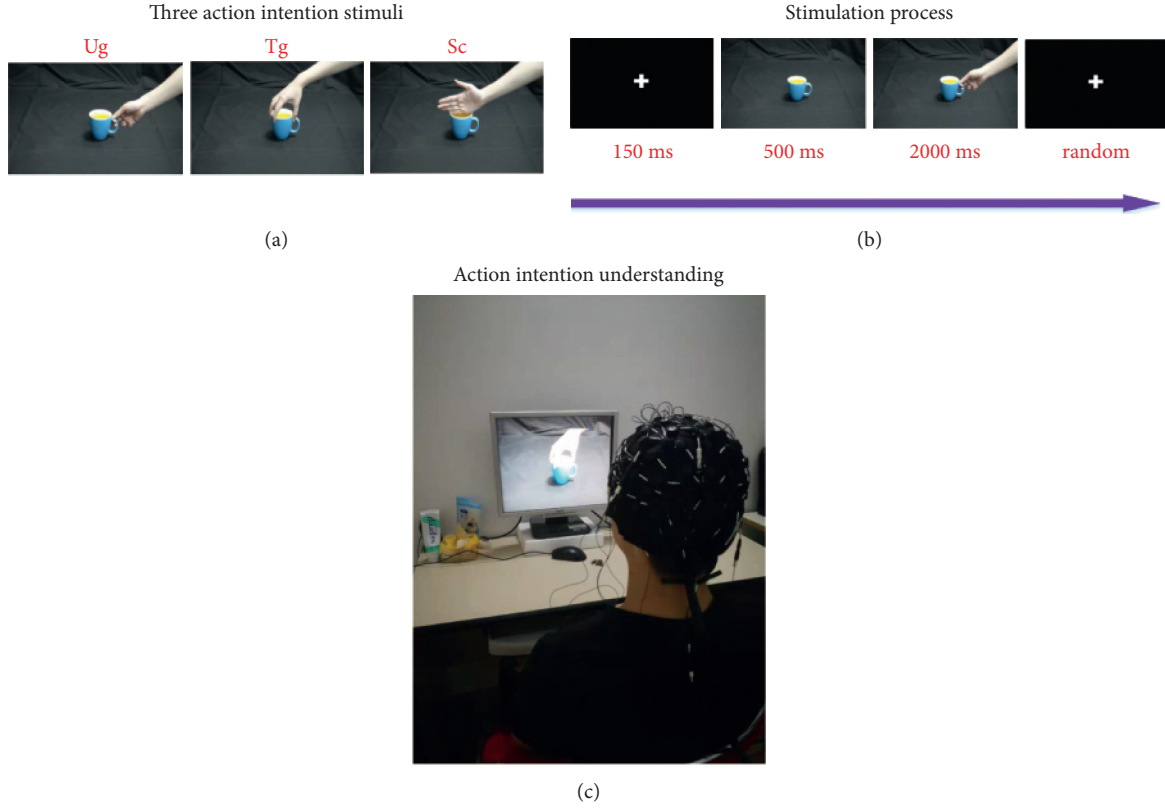 Three action intention stimuli
Ug
Tg
Sc
(a)
Stimulation process
150 ms
500 ms
2000 ms
random
(b)
Action intention understanding
(c)